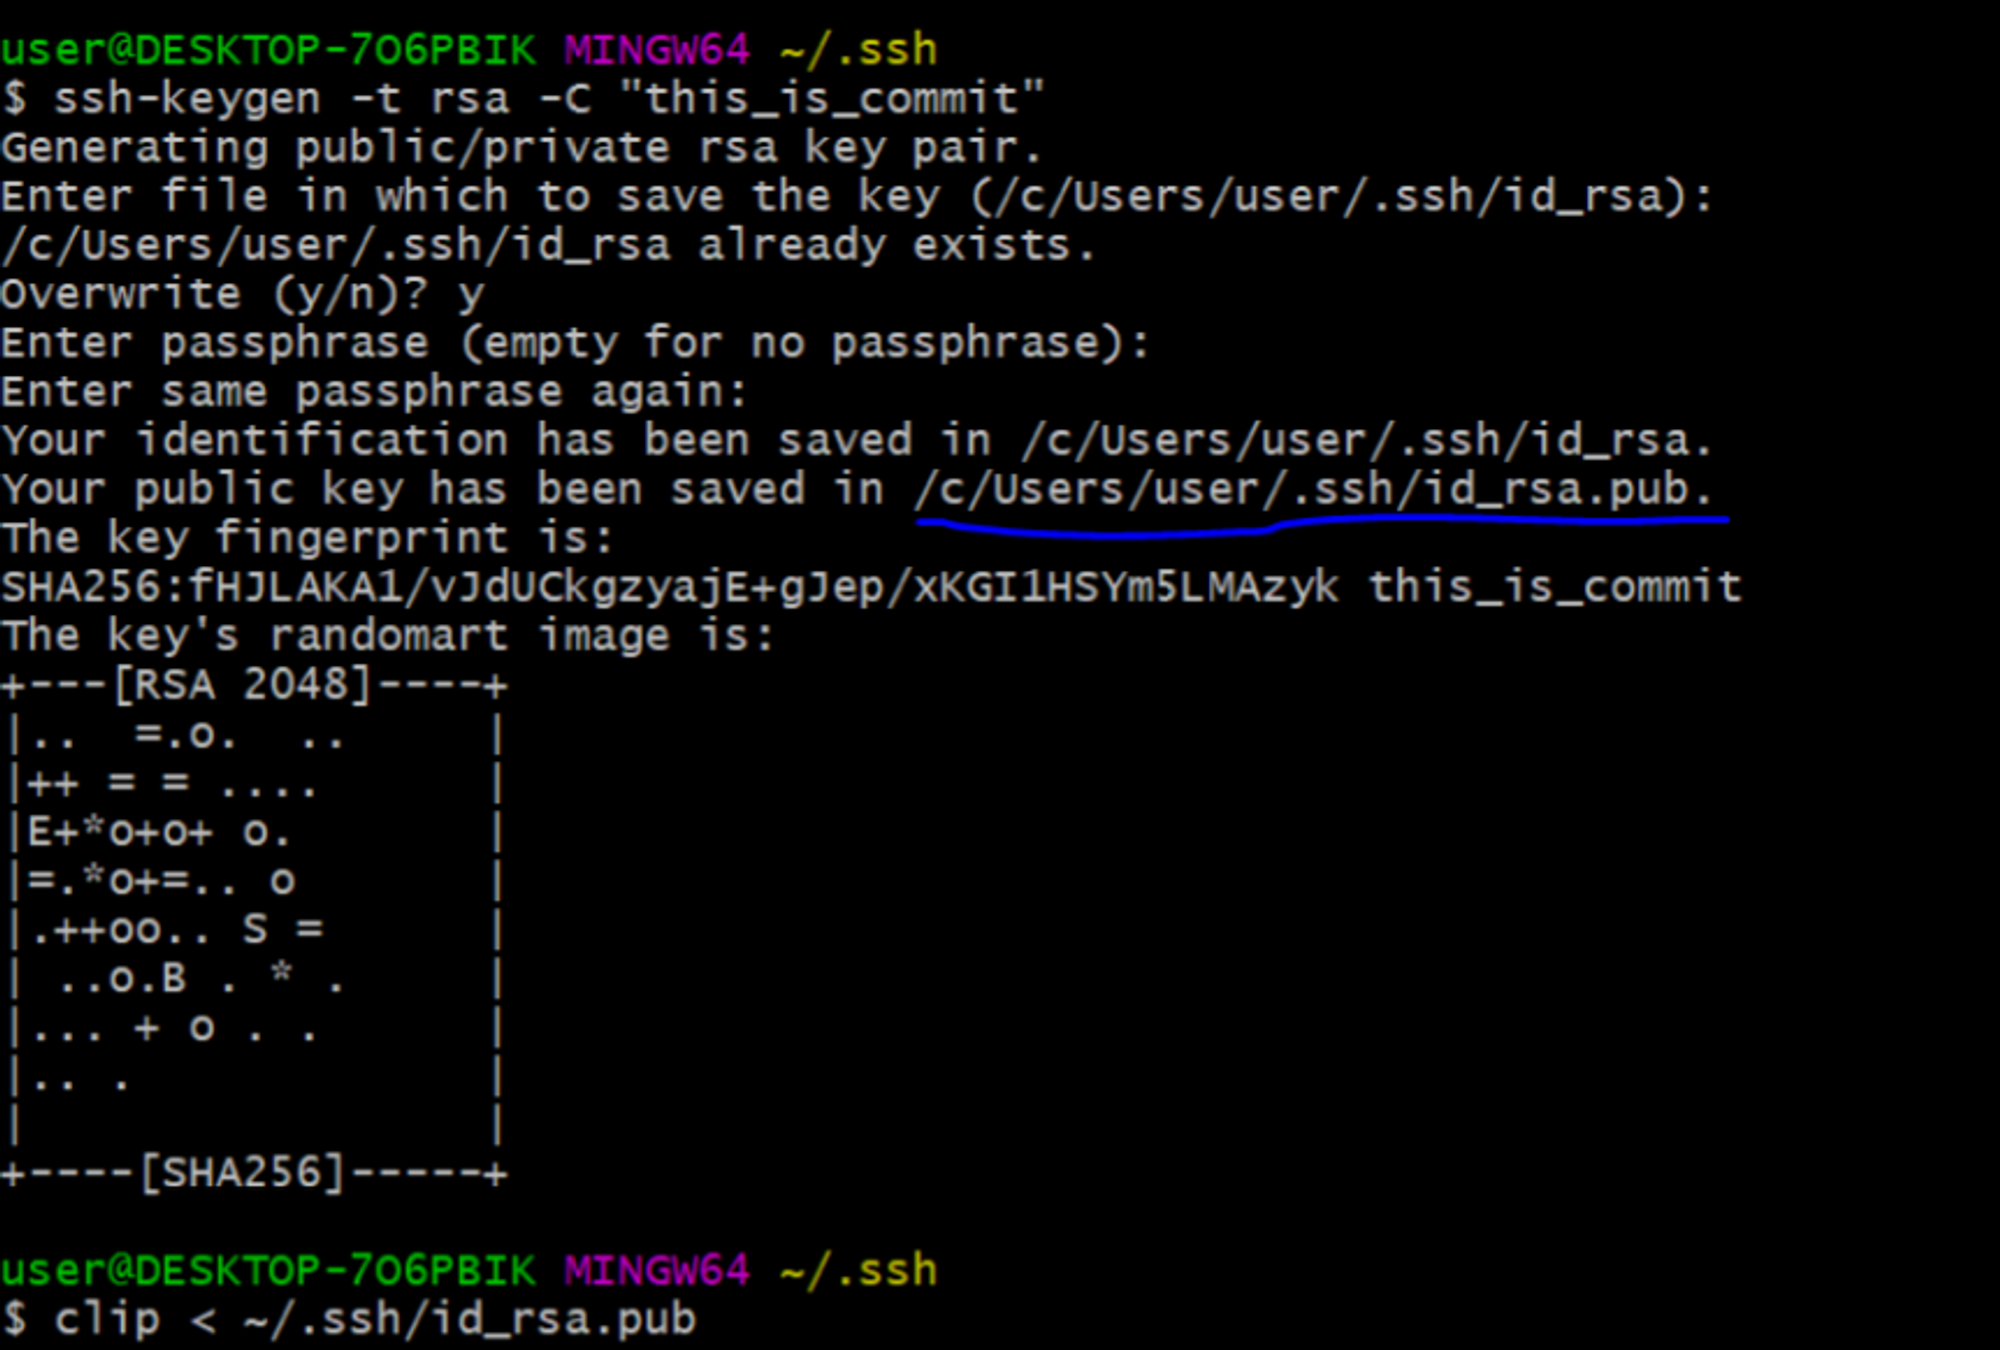 user@DESKTOP-7O6PBIK MINGW64 ~/.ssh
$ ssh-keygen -t rsa -C "this_is_commit"
Generating public/private rsa key pair.
Enter file in which to save the key (/c/Users/user/.ssh/id_rsa):
/c/Users/user/.ssh/id_rsa already exists.
Overwrite (y/n)? y
Enter passphrase (empty for no passphrase):
Enter same passphrase again:
Your identification has been saved in /c/Users/user/.ssh/id_rsa.
Your public key has been saved in /c/Users/user/.ssh/id_rsa.pub.
The key fingerprint is:
SHA256:fHJLAKA1/vJdUCkgzyajE+gJep/xKGI1HSYm5LMAzyk this_is_commit
The key's randomart image is:
+---[RSA 2048]----+
|..  =.o.  ..     |
|++ = = ....      |
|E+*o+o+ o.       |
|=.*o+=.. o       |
|.++oo.. S =      |
| ..o.B . * .     |
|... + o . .      |
|.. .             |
|                 |
+----[SHA256]-----+
user@DESKTOP-7O6PBIK MINGW64 ~/.ssh
$ clip < ~/.ssh/id_rsa.pub